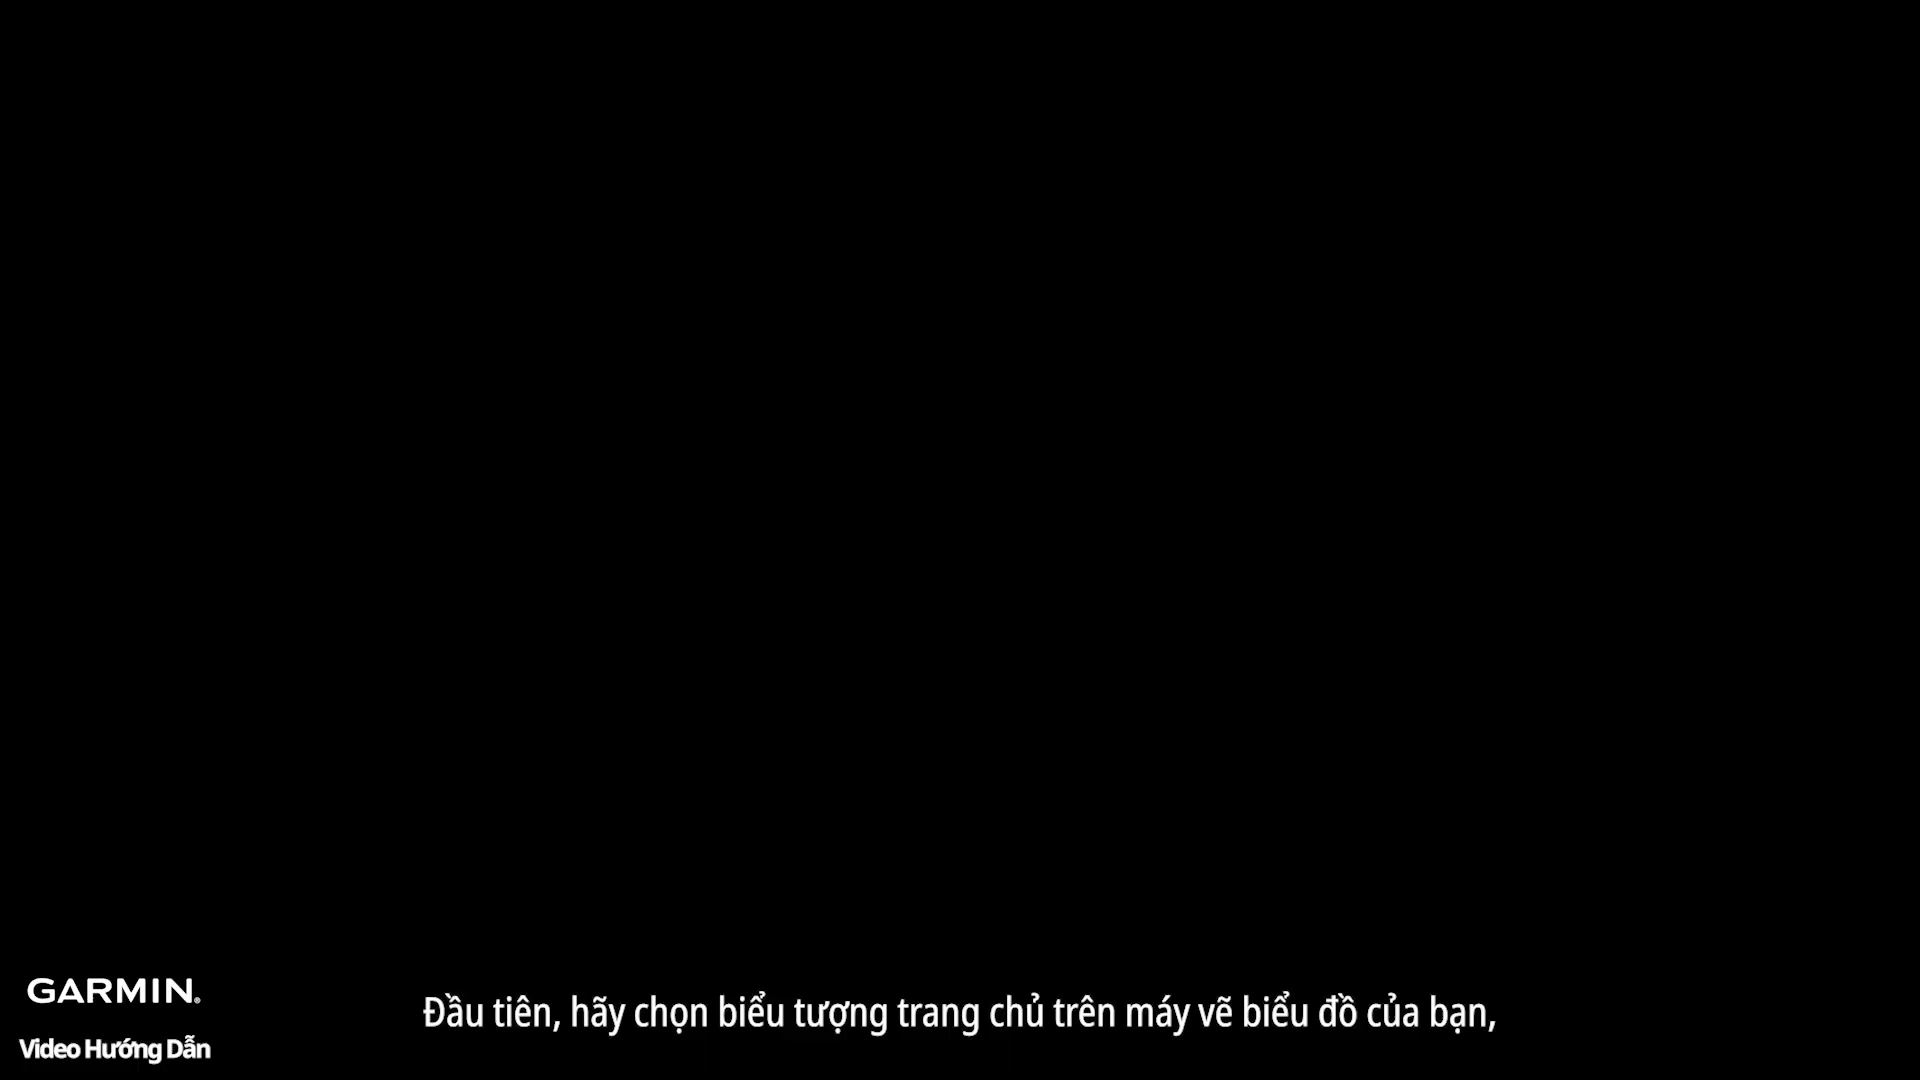 GARMIN®
Video Hướng Dẫn
Đầu tiên, hãy chọn biểu tượng trang chủ trên máy vẽ biểu đồ của bạn,